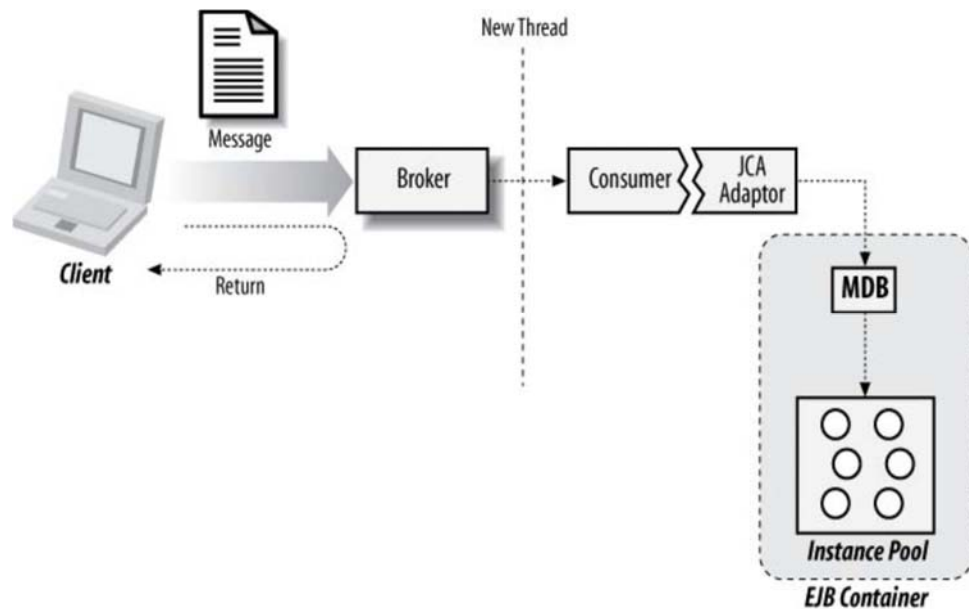 New Thread
Message
Broker
Consumer
JCA
Adaptor
Client
Return
MDB
Instance Pool
EJB Container